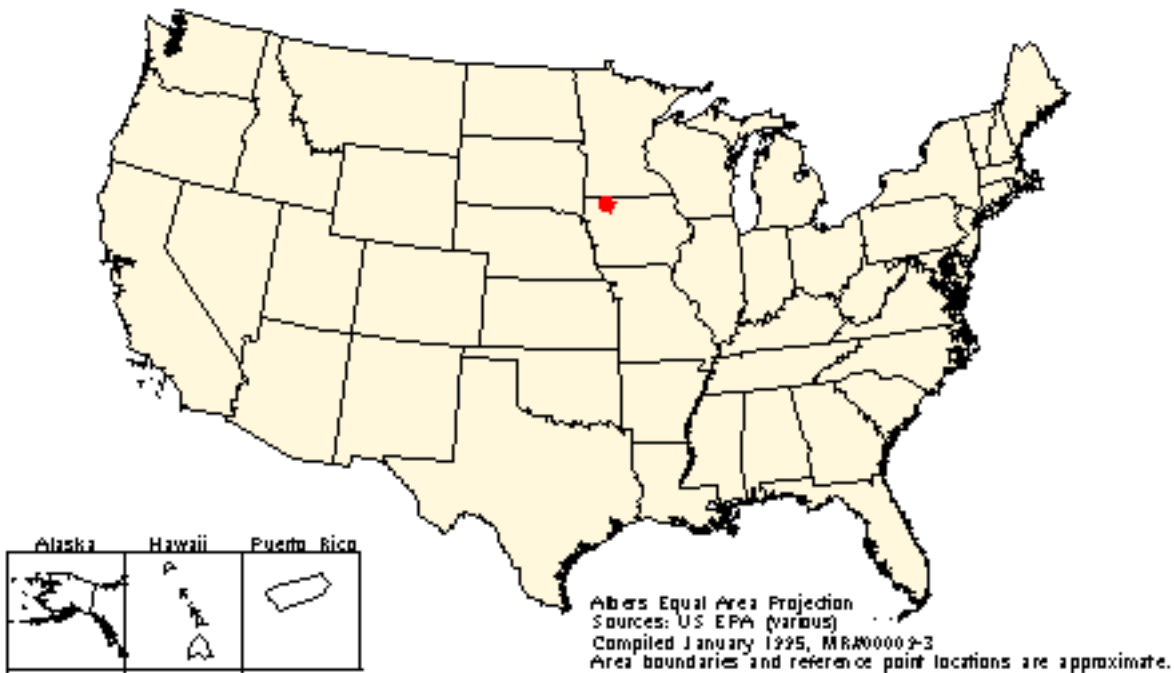 Alaska
Hawaii
Puerto Rico
Albers Equal Area Projection
Sources: US EPA (various)
Compiled January 1995, MR#00009-3
Area boundaries and reference point locations are approximate.